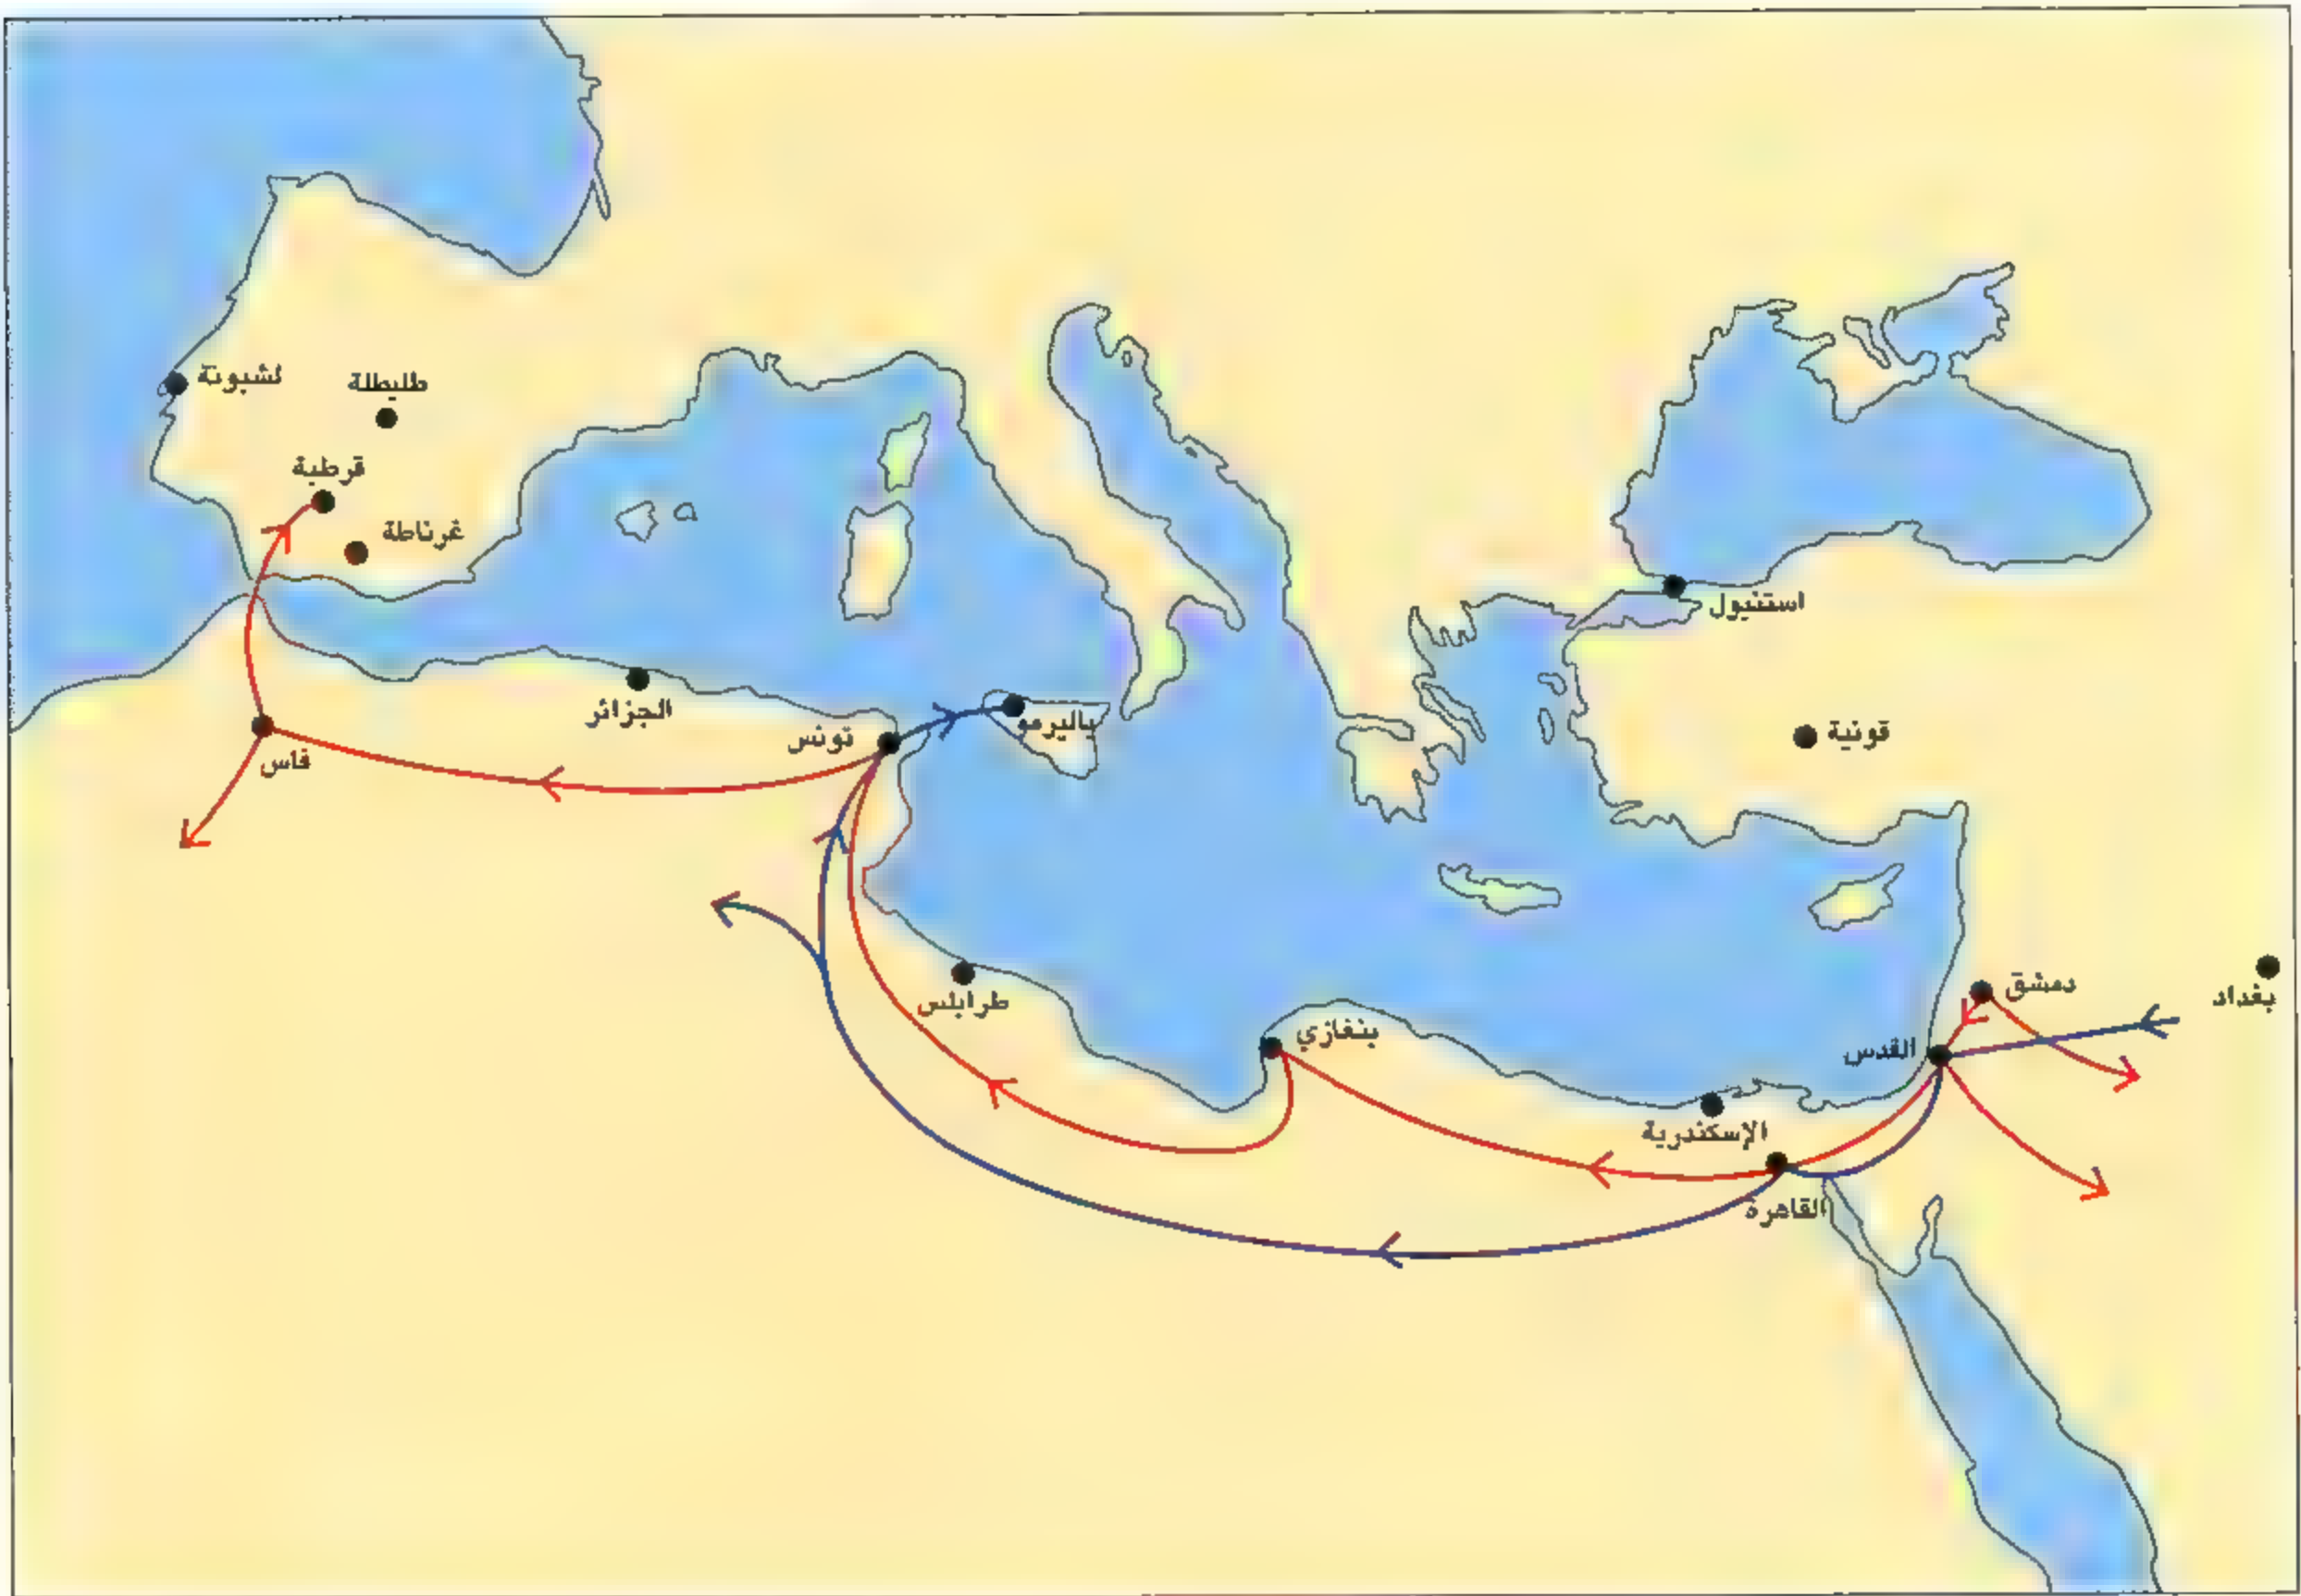 لشبونة
طليطلة
قرطبة
غرناطة
استنبول
الجزائر
باليرمو
تونس
قونية
فاس
دمشق
بغداد
طرابلس
بنغازي
القدس
الإسكندرية
القاهرة